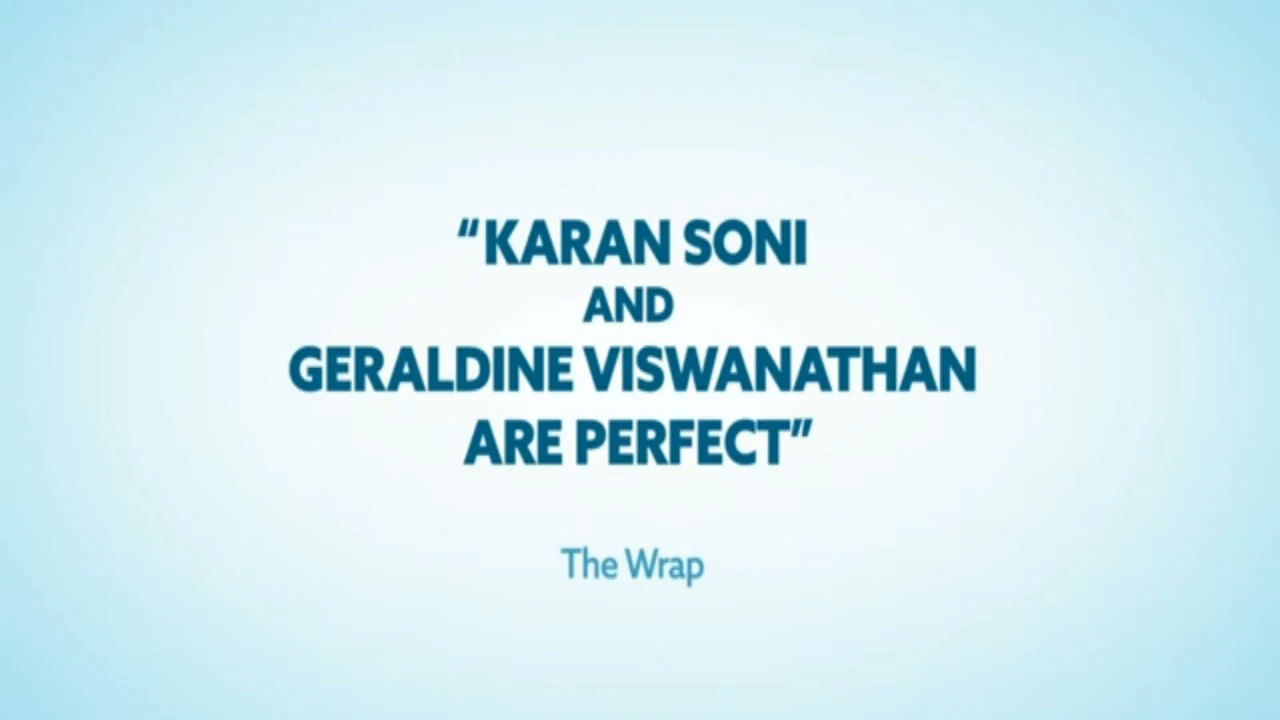 “KARAN SONI
AND
GERALDINE VISWANATHAN
ARE PERFECT”
The Wrap